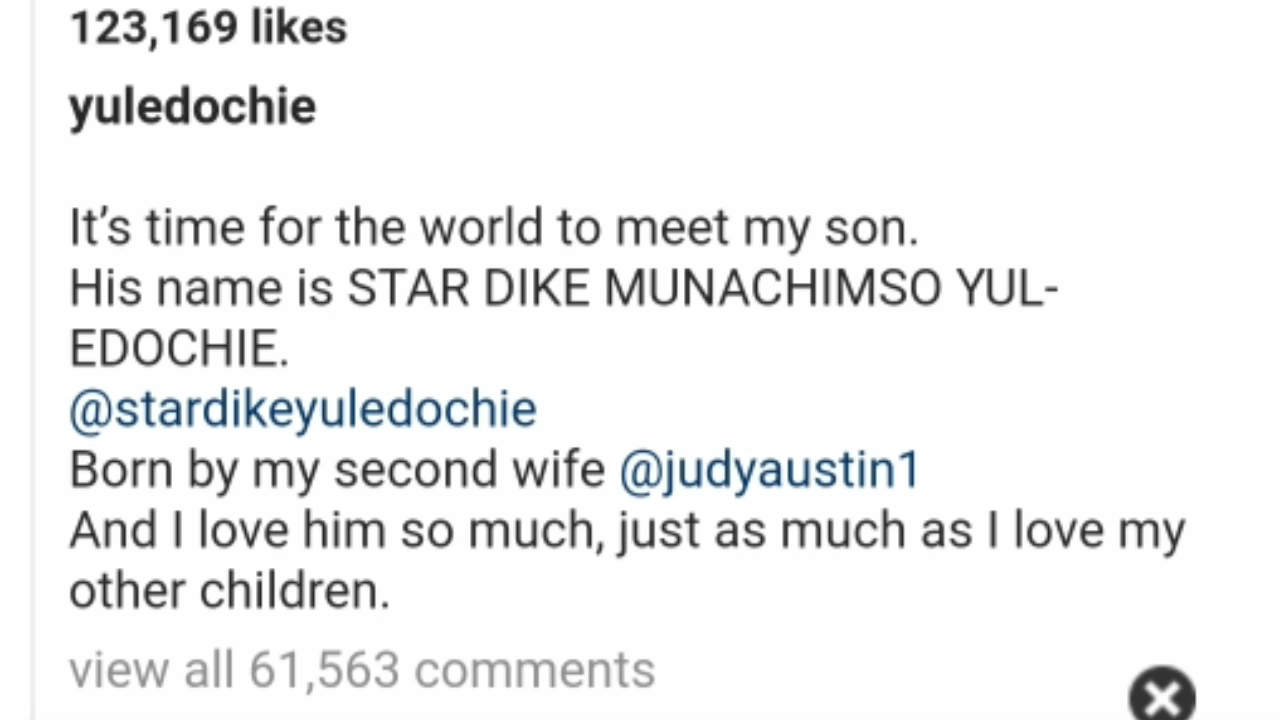 123,169 likes
yuledochie
It’s time for the world to meet my son.
His name is STAR DIKE MUNACHIMSO YUL-
EDOCHIE.
@stardikeyuledochie
Born by my second wife @judyaustin1
And I love him so much, just as much as I love my
other children.
view all 61,563 comments